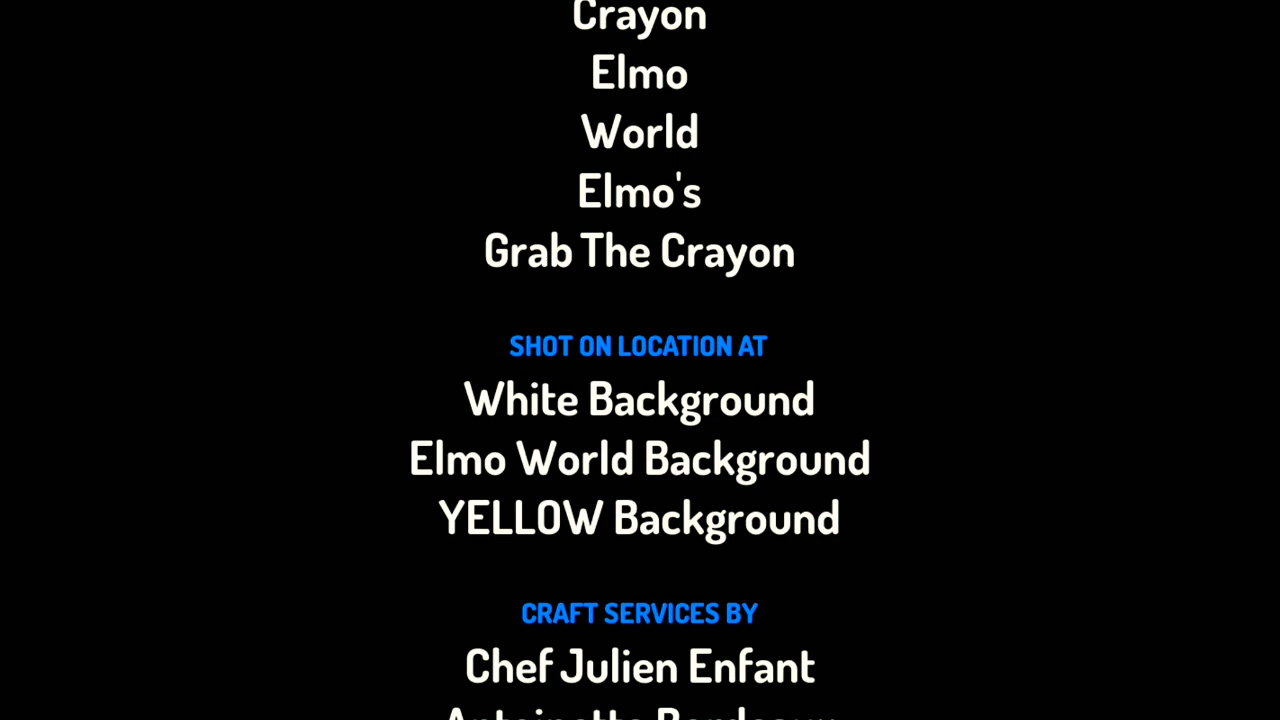 Crayon
Elmo
World
Elmo's
Grab The Crayon
SHOT ON LOCATION AT
White Background
Elmo World Background
YELLOW Background
CRAFT SERVICES BY
Chef Julien Enfant
Antoinette